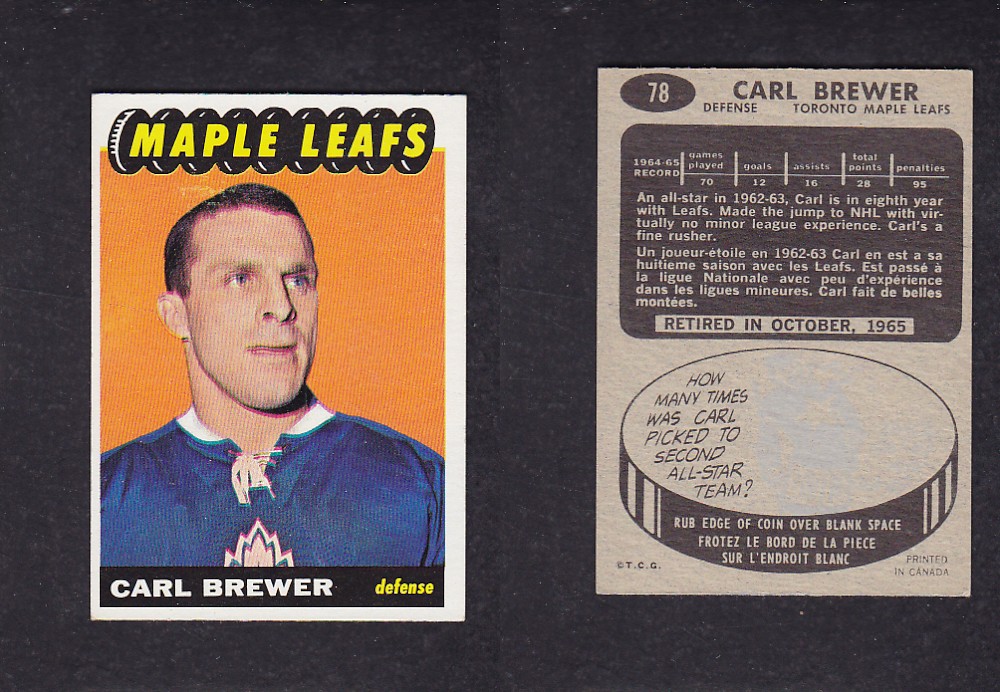 MAPLE LEAFS
CARL BREWER
defense
78
CARL BREWER
DEFENSE TORONTO MAPLE LEAFS
1964-65 RECORD
games played
goals
assists
total points
penalties
70 12 16 28 95
An all-star in 1962-63, Carl is in eighth year
with Leafs. Made the jump to NHL with vir-
tually no minor league experience. Carl's a
fine rusher.
Un joueur-étoile en 1962-63 Carl en est a sa
huitieme saison avec les Leafs. Est passé à
la ligue Nationale avec peu d'expérience
dans les ligues mineures. Carl fait de belles
montées.
RETIRED IN OCTOBER, 1965
HOW
MANY TIMES
WAS CARL
PICKED TO
SECOND
ALL-STAR
TEAM?
RUB EDGE OF COIN OVER BLANK SPACE
FROTEZ LE BORD DE LA PIECE
SUR L'ENDROIT BLANC
©T.C.G.
PRINTED
IN CANADA